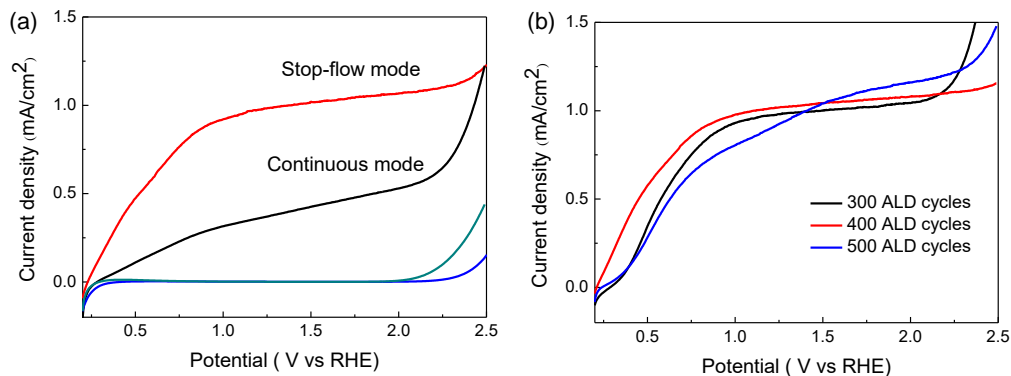 (a)
1.5
1.0
0.5
0.0
Current density (mA/cm2)
Stop-flow mode
Continuous mode
0.5 1.0 1.5 2.0 2.5
Potential ( V vs RHE)
(b)
1.5
1.0
0.5
0.0
Current density (mA/cm2)
300 ALD cycles
400 ALD cycles
500 ALD cycles
0.5 1.0 1.5 2.0 2.5
Potential ( V vs RHE)